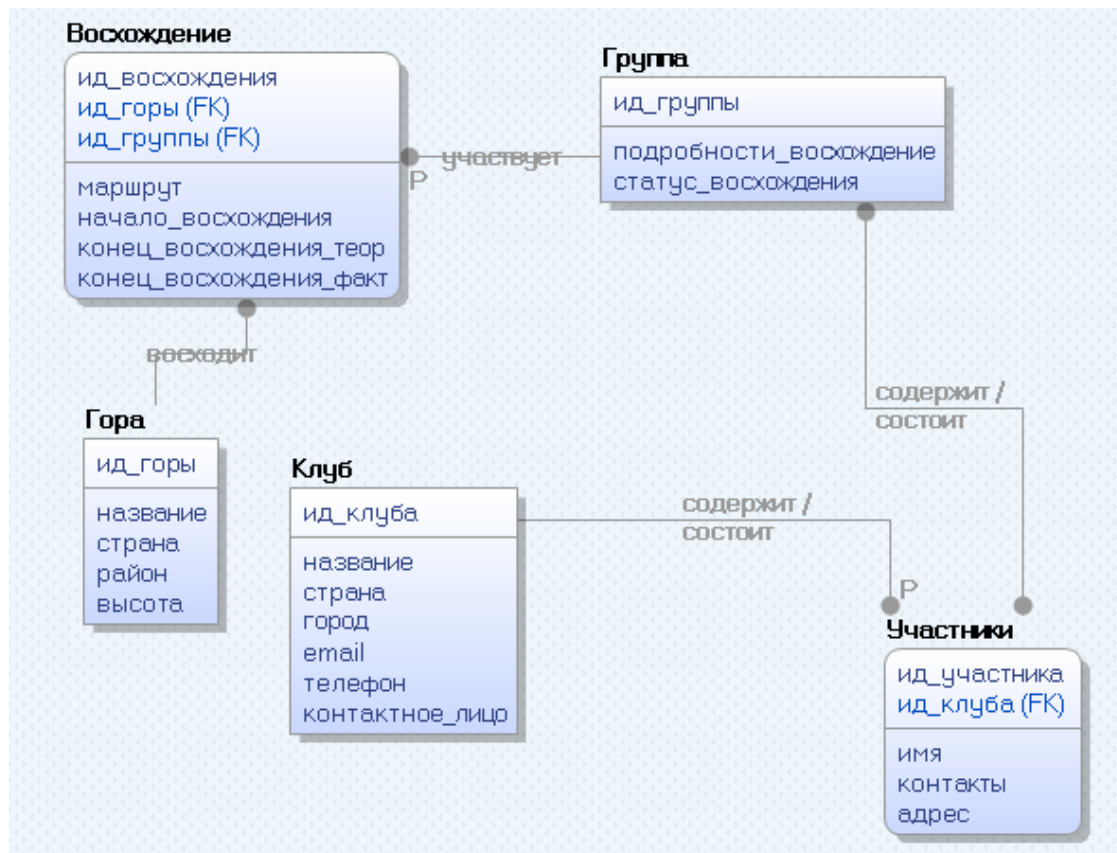 Восхождение
ид_восхождения
ид_горы (FK)
ид_группы (FK)
маршрут
начало_восхождения
конец_восхождения_теор
конец_восхождения_факт
Группа
ид_группы
подробности_восхождение
статус_восхождения
участвует
P
восходит
Гора
ид_горы
название
страна
район
высота
Клуб
ид_клуба
название
страна
город
email
телефон
контактное_лицо
содержит /
состоит
содержит /
состоит
P
Участники
ид_участника
ид_клуба (FK)
имя
контакты
адрес